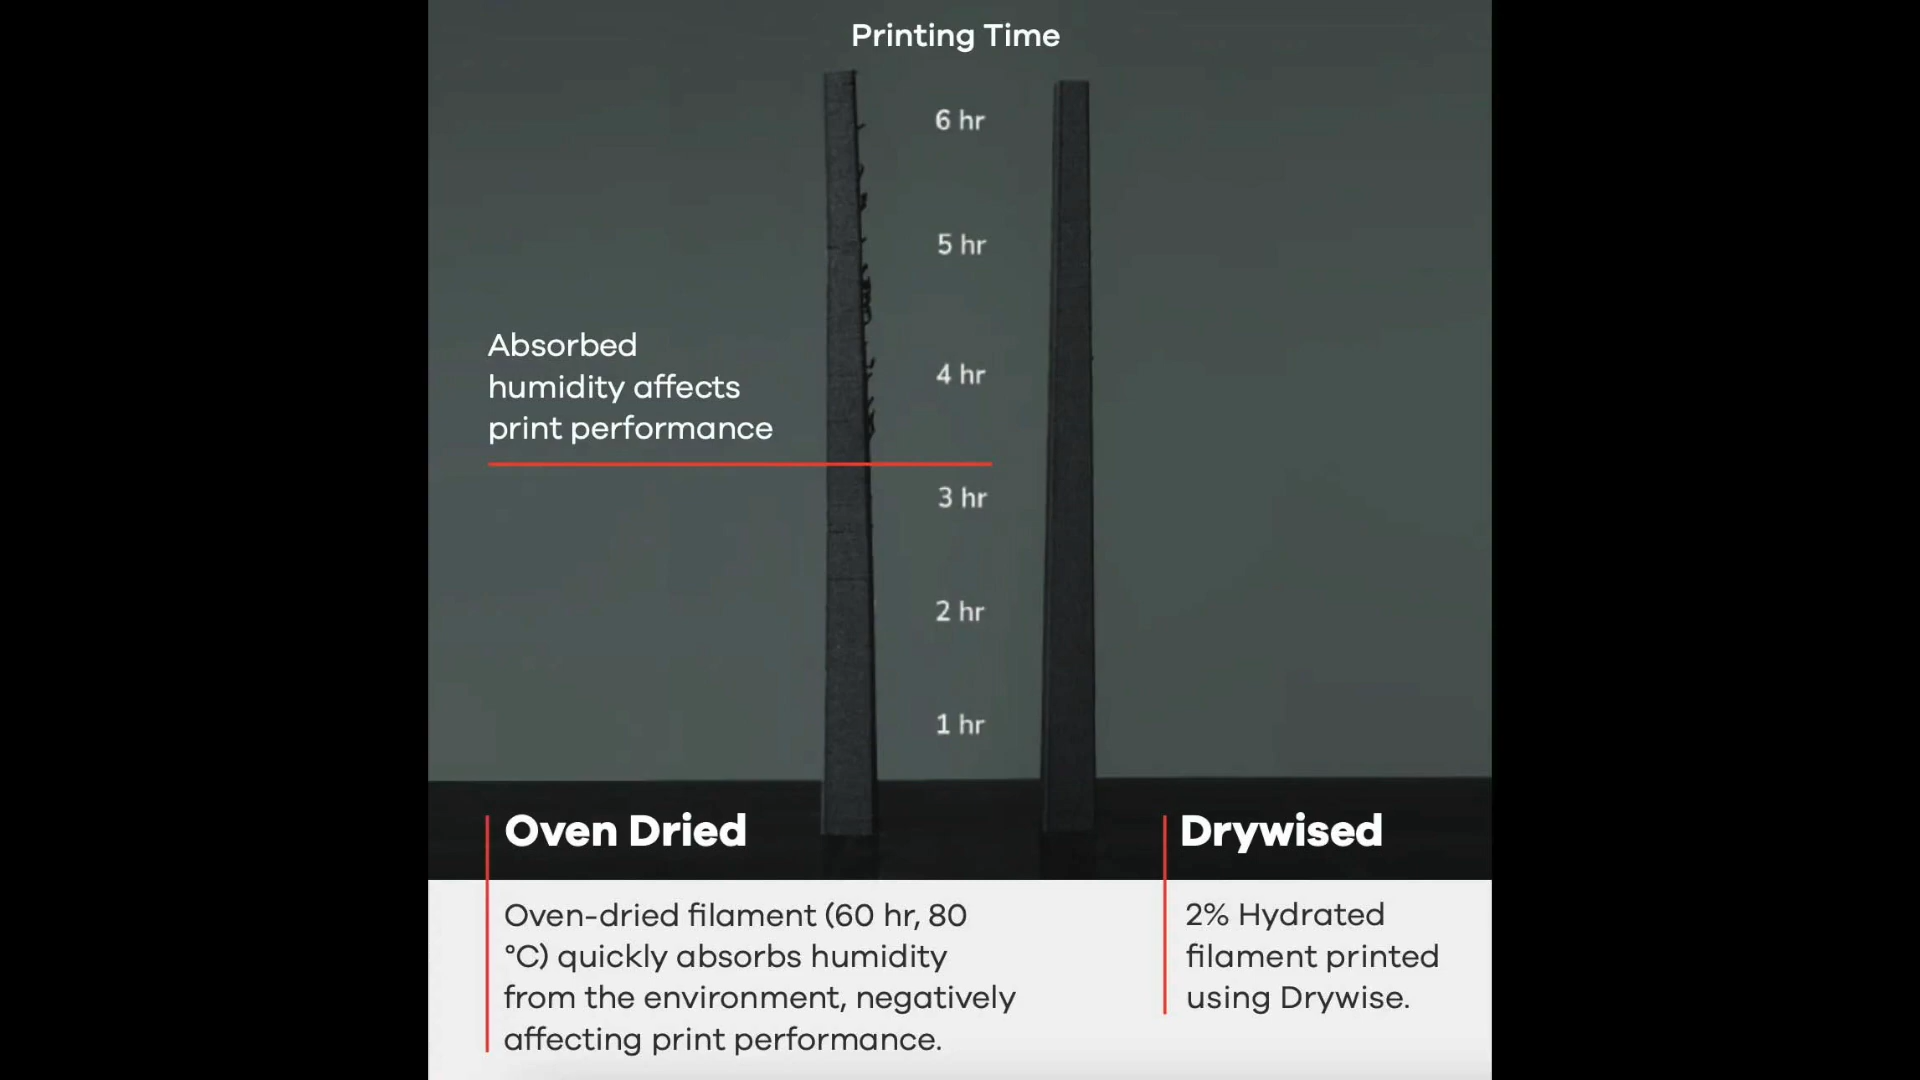 Printing Time
6 hr
5 hr
Absorbed
humidity affects
print performance
4 hr
3 hr
2 hr
1 hr
Oven Dried
Oven-dried filament (60 hr, 80
°C) quickly absorbs humidity
from the environment, negatively
affecting print performance.
Drywised
2% Hydrated
filament printed
using Drywise.